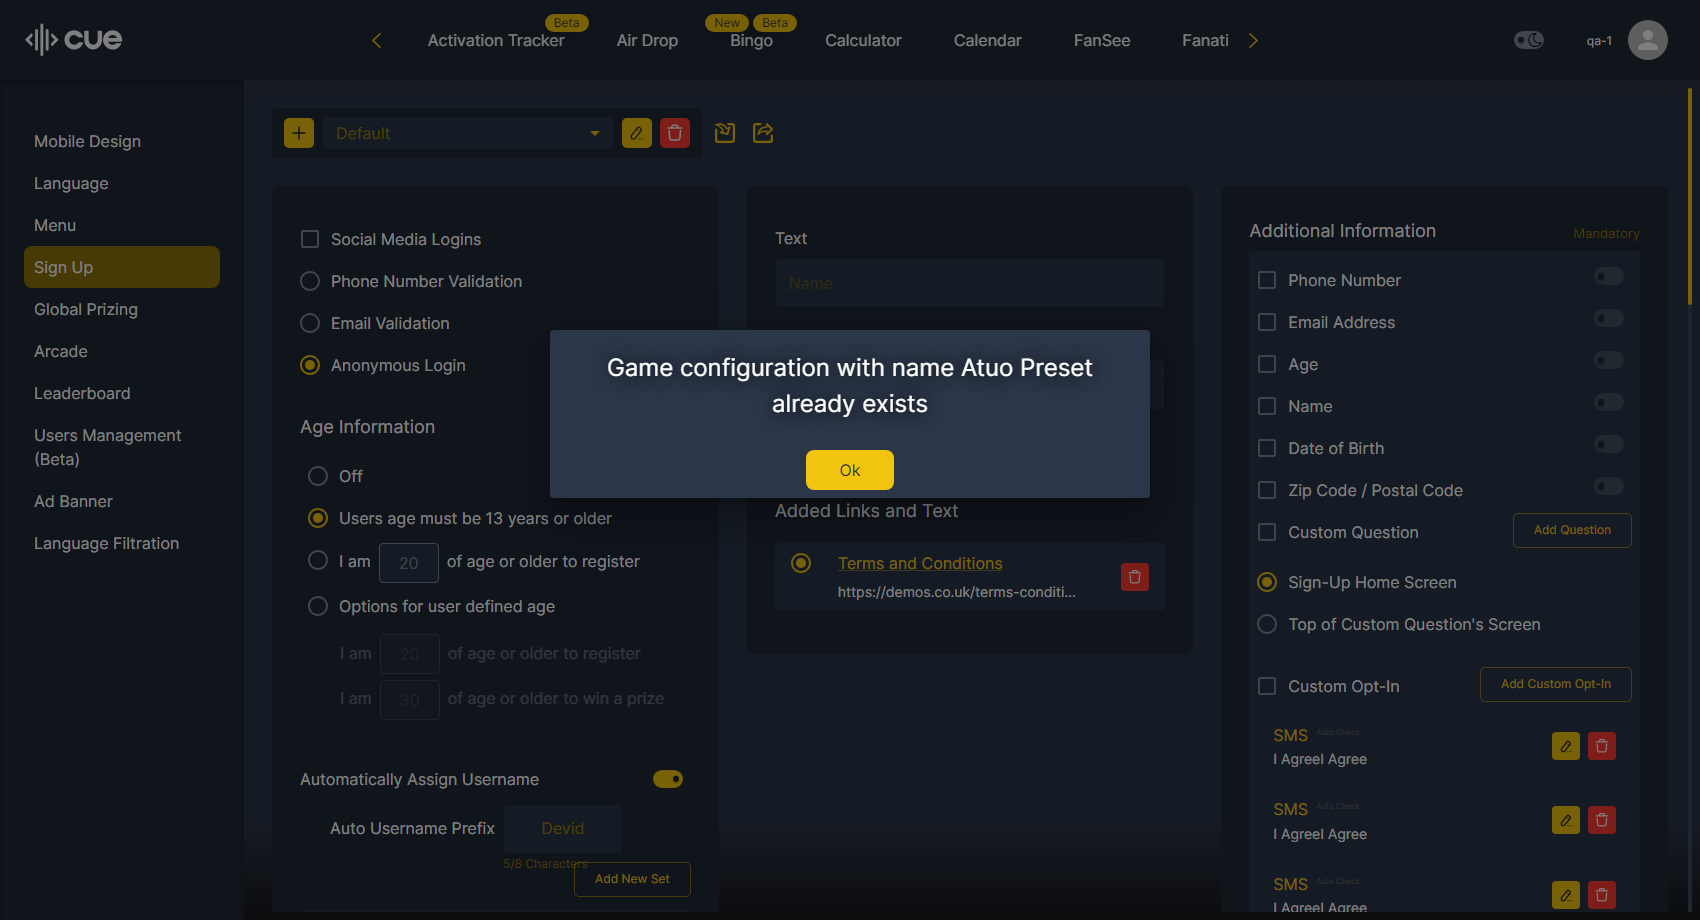 cue
Activation Tracker
Beta
Air Drop
New
Beta
Bingo
Calculator
Calendar
FanSee
Fanati
qa-1
Mobile Design
Language
Menu
Sign Up
Global Prizing
Arcade
Leaderboard
Users Management
(Beta)
Ad Banner
Language Filtration
Default
Social Media Logins
Phone Number Validation
Email Validation
Anonymous Login
Age Information
Off
Users age must be 13 years or older
I am 20 of age or older to register
Options for user defined age
I am 20 of age or older to register
I am 30 of age or older to win a prize
Automatically Assign Username
Auto Username Prefix
Devid
5/8 Characters
Add New Set
Text
Name
Game configuration with name Atuo Preset
already exists
Ok
Added Links and Text
Terms and Conditions
https://demos.co.uk/terms-conditi...
Additional Information
Mandatory
Phone Number
Email Address
Age
Name
Date of Birth
Zip Code / Postal Code
Custom Question
Add Question
Sign-Up Home Screen
Top of Custom Question's Screen
Custom Opt-In
Add Custom Opt-In
SMS Auto Check
I AgreeI Agree
SMS Auto Check
I AgreeI Agree
SMS Auto Check
I AgreeI Agree